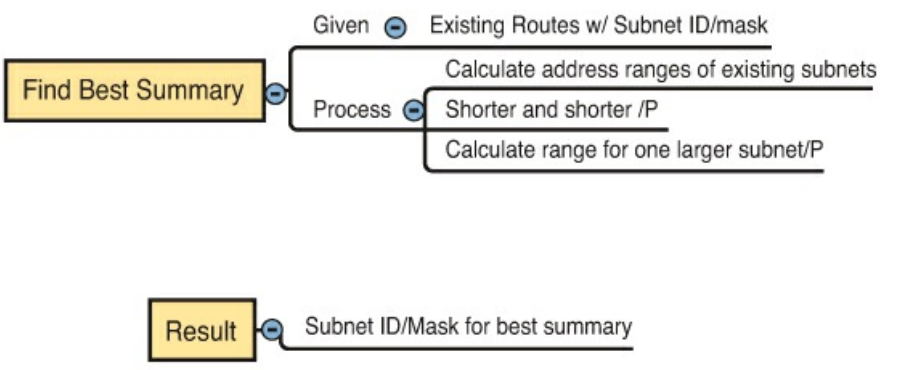 Given
Existing Routes w/ Subnet ID/mask
Find Best Summary
Calculate address ranges of existing subnets
Process
Shorter and shorter /P
Calculate range for one larger subnet/P
Result
Subnet ID/Mask for best summary